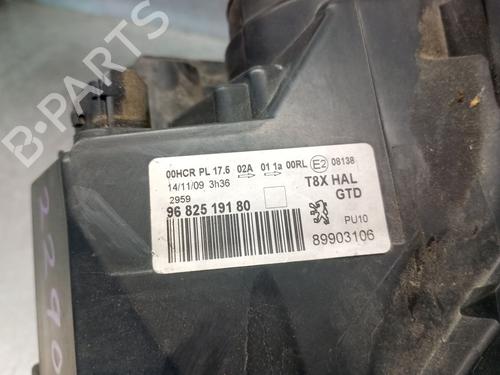 B-PARTS
00HCR PL 17.5 02A 01 1a 00RL E2 08138
14/11/09 3h36
T8X HAL
2959
GTD
96 825 191 80
PU10
89903106